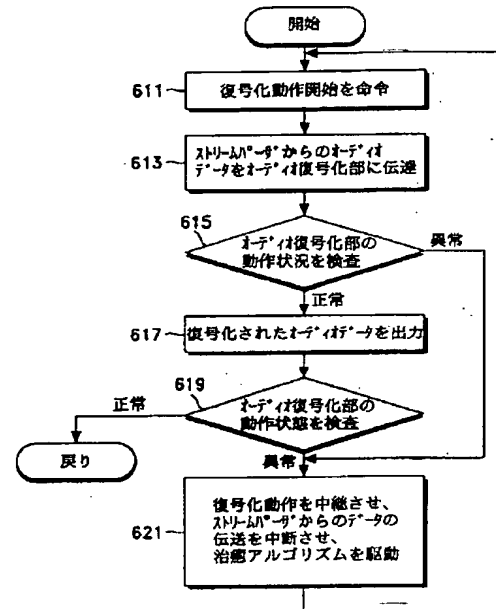 開始
611
復号化動作開始を命令
613
ｽﾄﾘｰﾑﾊﾟｰｻﾞからのｵｰﾃﾞｨｵ
ﾃﾞｰﾀをｵｰﾃﾞｨｵ復号化部に伝達
615
ｵｰﾃﾞｨｵ復号化部の
動作状況を検査
異常
正常
617
復号化されたｵｰﾃﾞｨｵﾃﾞｰﾀを出力
619
ｵｰﾃﾞｨｵ復号化部の
動作状態を検査
正常
戻り
異常
621
復号化動作を中継させ、
ｽﾄﾘｰﾑﾊﾟｰｻﾞからのﾃﾞｰﾀの
伝送を中断させ、
治癒アルゴリズムを駆動